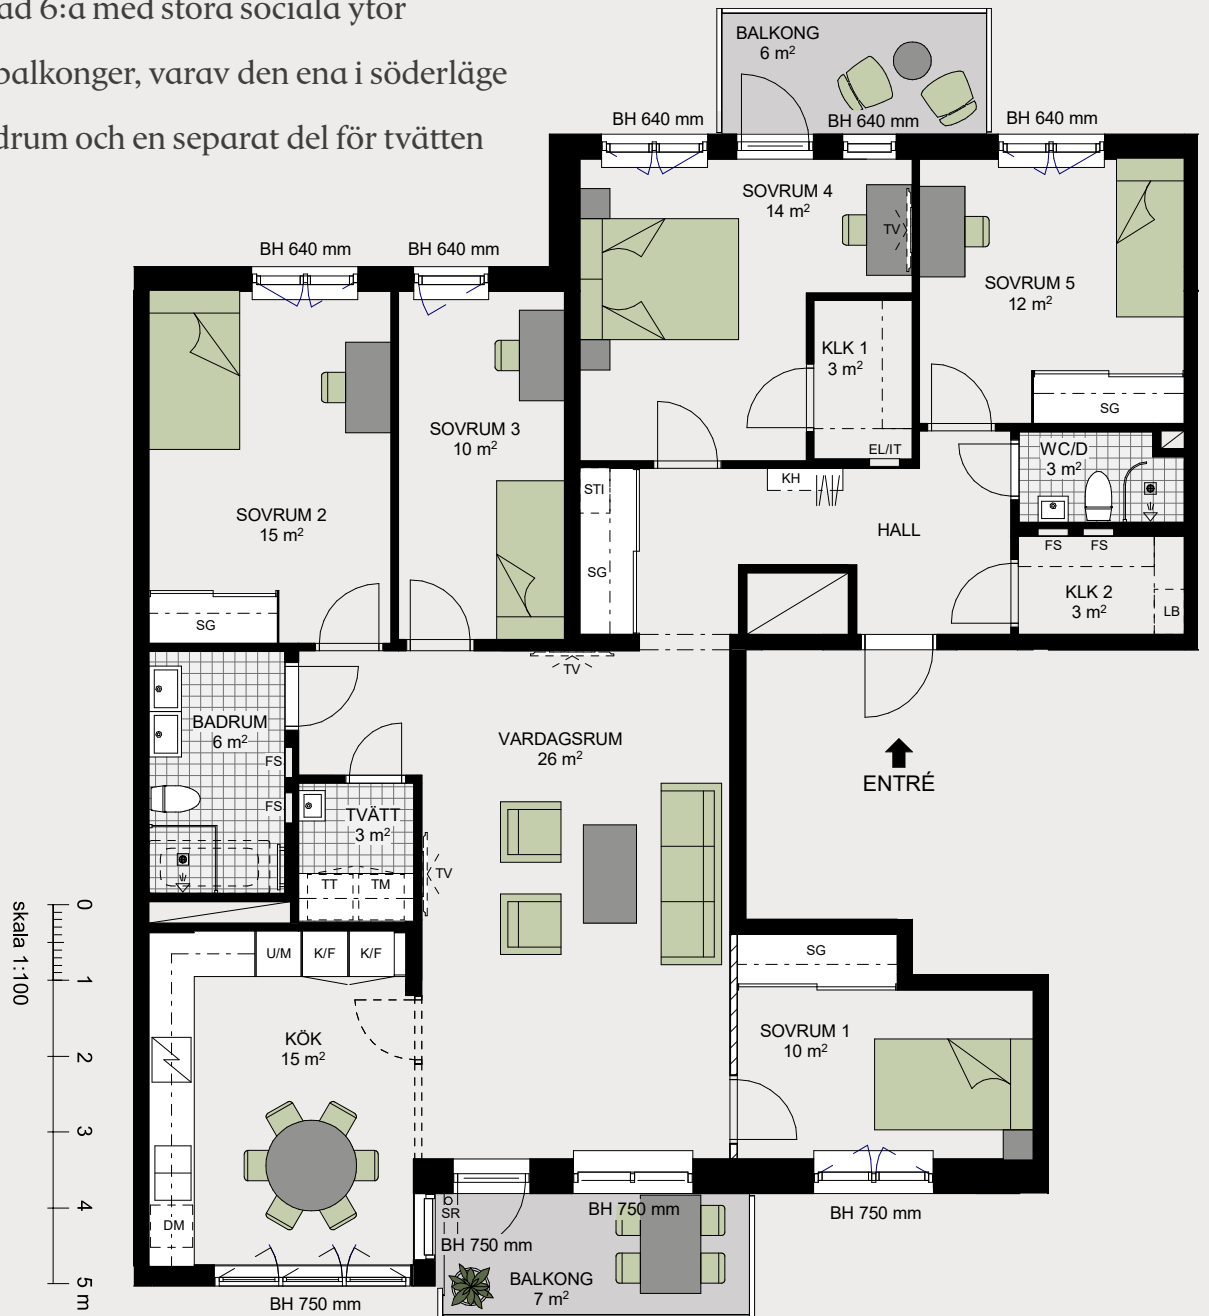 6:a med stora sociala ytor
balkonger, varav den ena i söderläge
och en separat del för tvätten
BALKONG
6 m²
BH 640 mm
BH 640 mm
BH 640 mm
SOVRUM 4
14 m²
TV
SOVRUM 5
12 m²
BH 640 mm
BH 640 mm
KLK 1
3 m²
SG
SOVRUM 3
10 m²
EL/IT
WC/D
3 m²
STI
KH
SOVRUM 2
15 m²
HALL
FS
FS
SG
KLK 2
3 m²
LB
SG
TV
BADRUM
6 m²
FS
VARDAGSRUM
26 m²
ENTRÉ
FS
TVÄTT
3 m²
TT
TM
TV
skala 1:100
0
1
2
3
4
5 m
U/M
K/F
K/F
SG
KÖK
15 m²
SOVRUM 1
10 m²
DM
SR
BH 750 mm
BH 750 mm
BH 750 mm
BALKONG
7 m²
BH 750 mm